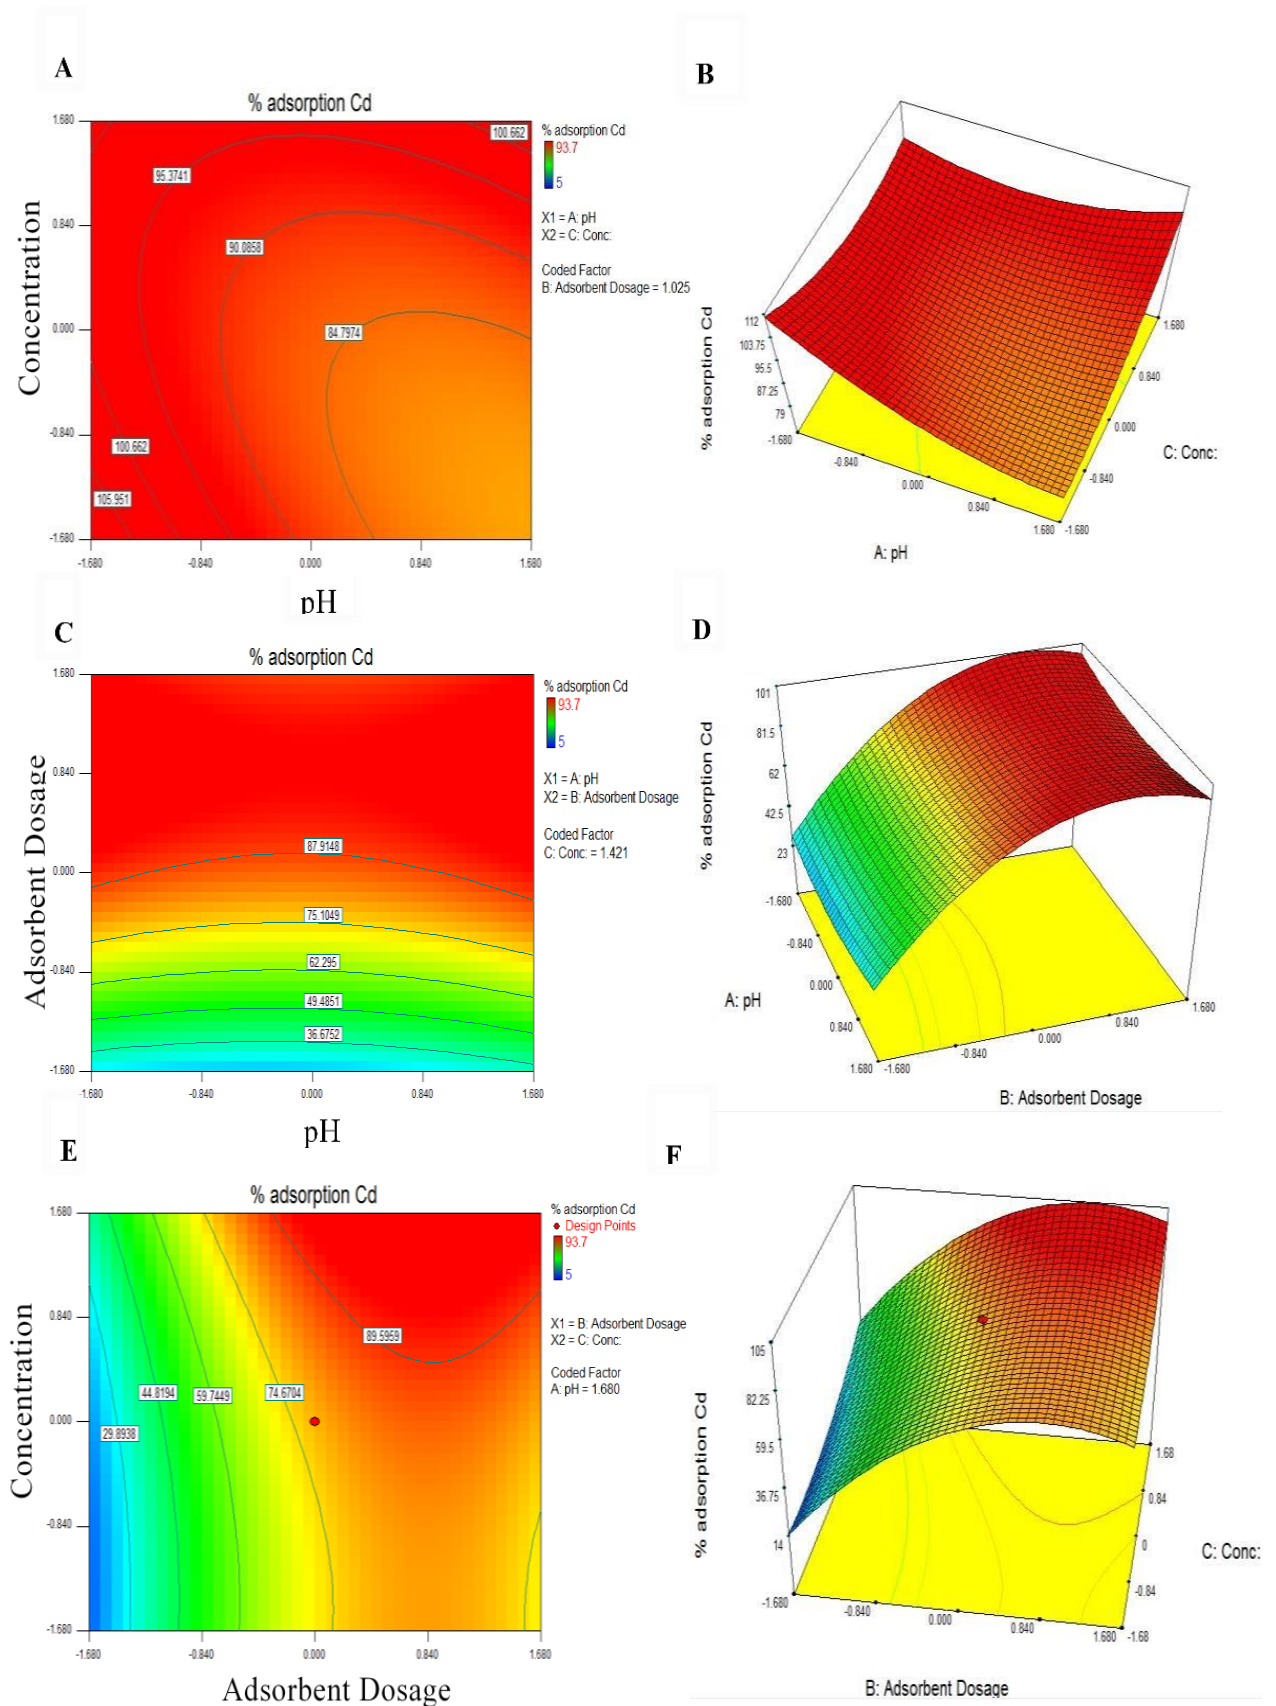 A
% adsorption Cd
1.680
0.840
0.000
-0.840
-1.680
Concentration
100.662
95.3741
90.0858
84.7974
100.662
105.951
-1.680
-0.840
0.000
0.840
1.680
pH
% adsorption Cd
93.7
5
X1 = A: pH
X2 = C: Conc:
Coded Factor
B: Adsorbent Dosage = 1.025
B
% adsorption Cd
112
103.75
95.5
87.25
79
-1.680
-0.840
0.000
0.840
1.680
A: pH
1.680
0.840
0.000
-0.840
-1.680
C: Conc:
C
% adsorption Cd
1.680
0.840
0.000
-0.840
-1.680
Adsorbent Dosage
87.9148
75.1049
62.295
49.4851
36.6752
-1.680
-0.840
0.000
0.840
1.680
pH
% adsorption Cd
93.7
5
X1 = A: pH
X2 = B: Adsorbent Dosage
Coded Factor
C: Conc: = 1.421
D
% adsorption Cd
101
81.5
62
42.5
23
-1.680
-0.840
0.000
0.840
1.680
A: pH
-1.680
-0.840
0.000
0.840
1.680
B: Adsorbent Dosage
E
% adsorption Cd
1.680
0.840
0.000
-0.840
-1.680
Concentration
89.5959
44.8194
59.7449
74.6704
29.8938
-1.680
-0.840
0.000
0.840
1.680
Adsorbent Dosage
% adsorption Cd
Design Points
93.7
5
X1 = B: Adsorbent Dosage
X2 = C: Conc:
Coded Factor
A: pH = 1.680
F
% adsorption Cd
105
82.25
59.5
36.75
14
-1.680
-0.840
0.000
0.840
1.680
B: Adsorbent Dosage
1.68
0.84
0
-0.84
-1.68
C: Conc: